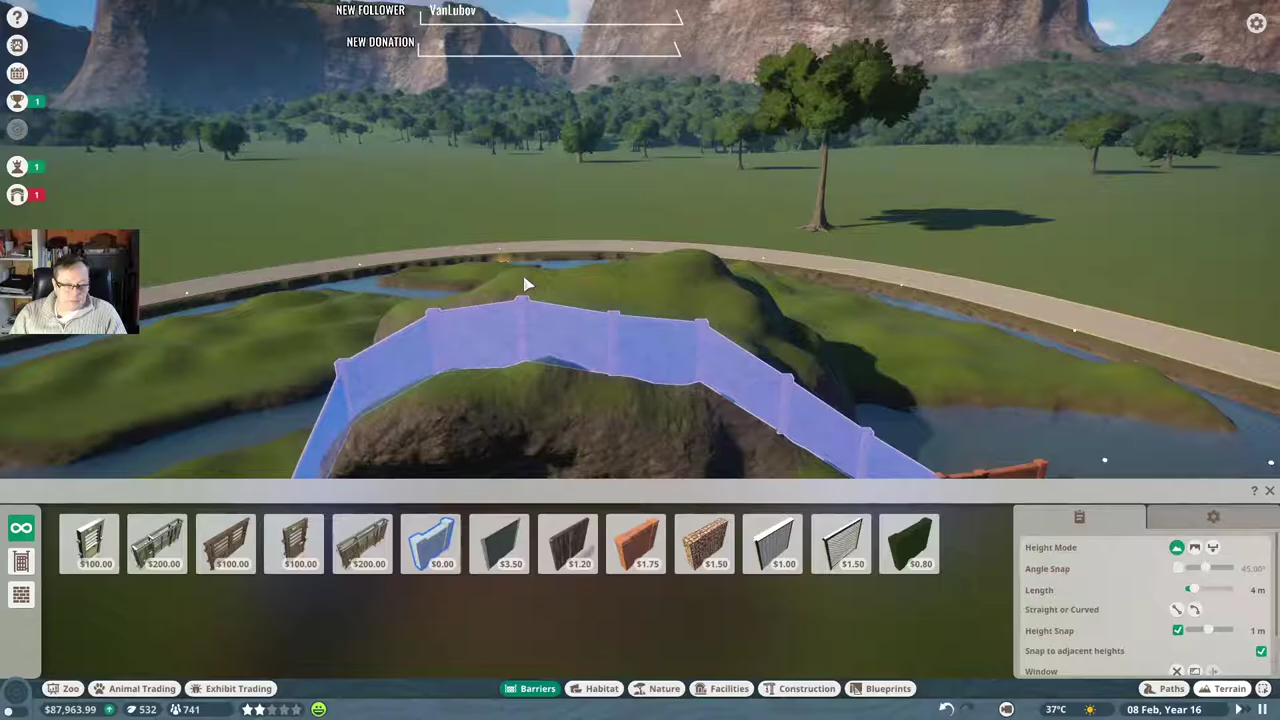 NEW FOLLOWER VanLubov
NEW DONATION
?
1
1
1
? ×
$100.00 $200.00 $100.00 $100.00 $200.00 $0.00 $3.50 $1.20 $1.75 $1.50 $1.00 $1.50 $0.80
Height Mode
Angle Snap 45.00°
Length 4 m
Straight or Curved
Height Snap 1 m
Snap to adjacent heights
Window
Zoo Animal Trading Exhibit Trading Barriers Habitat Nature Facilities Construction Blueprints Paths Terrain
$87,963.99 532 741 37°C 08 Feb, Year 16